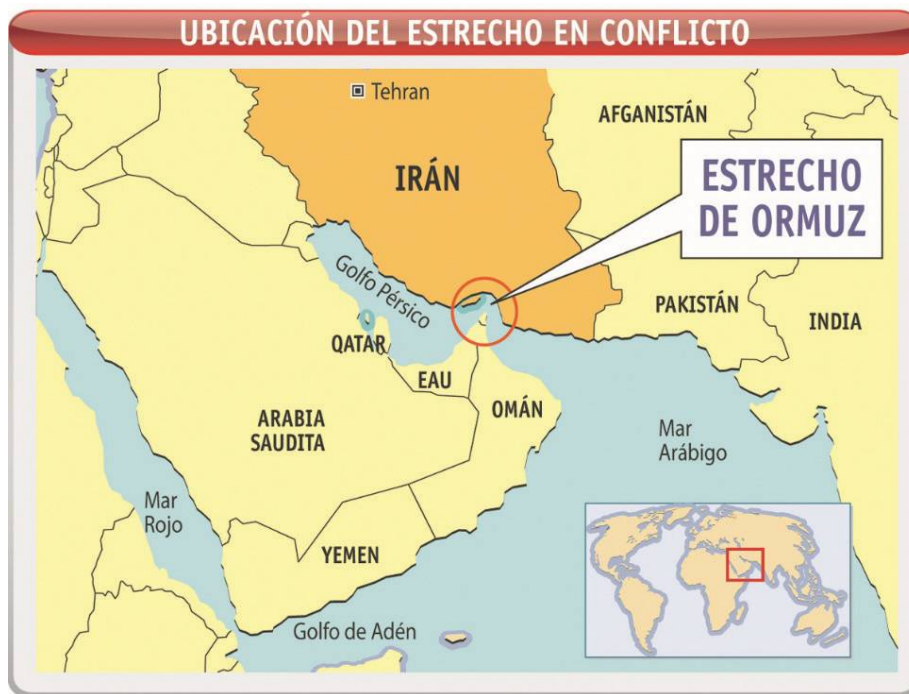 UBICACIÓN DEL ESTRECHO EN CONFLICTO
Tehran
AFGANISTÁN
IRÁN
ESTRECHO
DE ORMUZ
Golfo Pérsico
PAKISTÁN
INDIA
QATAR
EAU
OMÁN
ARABIA
SAUDITA
Mar
Arábigo
Mar
Rojo
YEMEN
Golfo de Adén